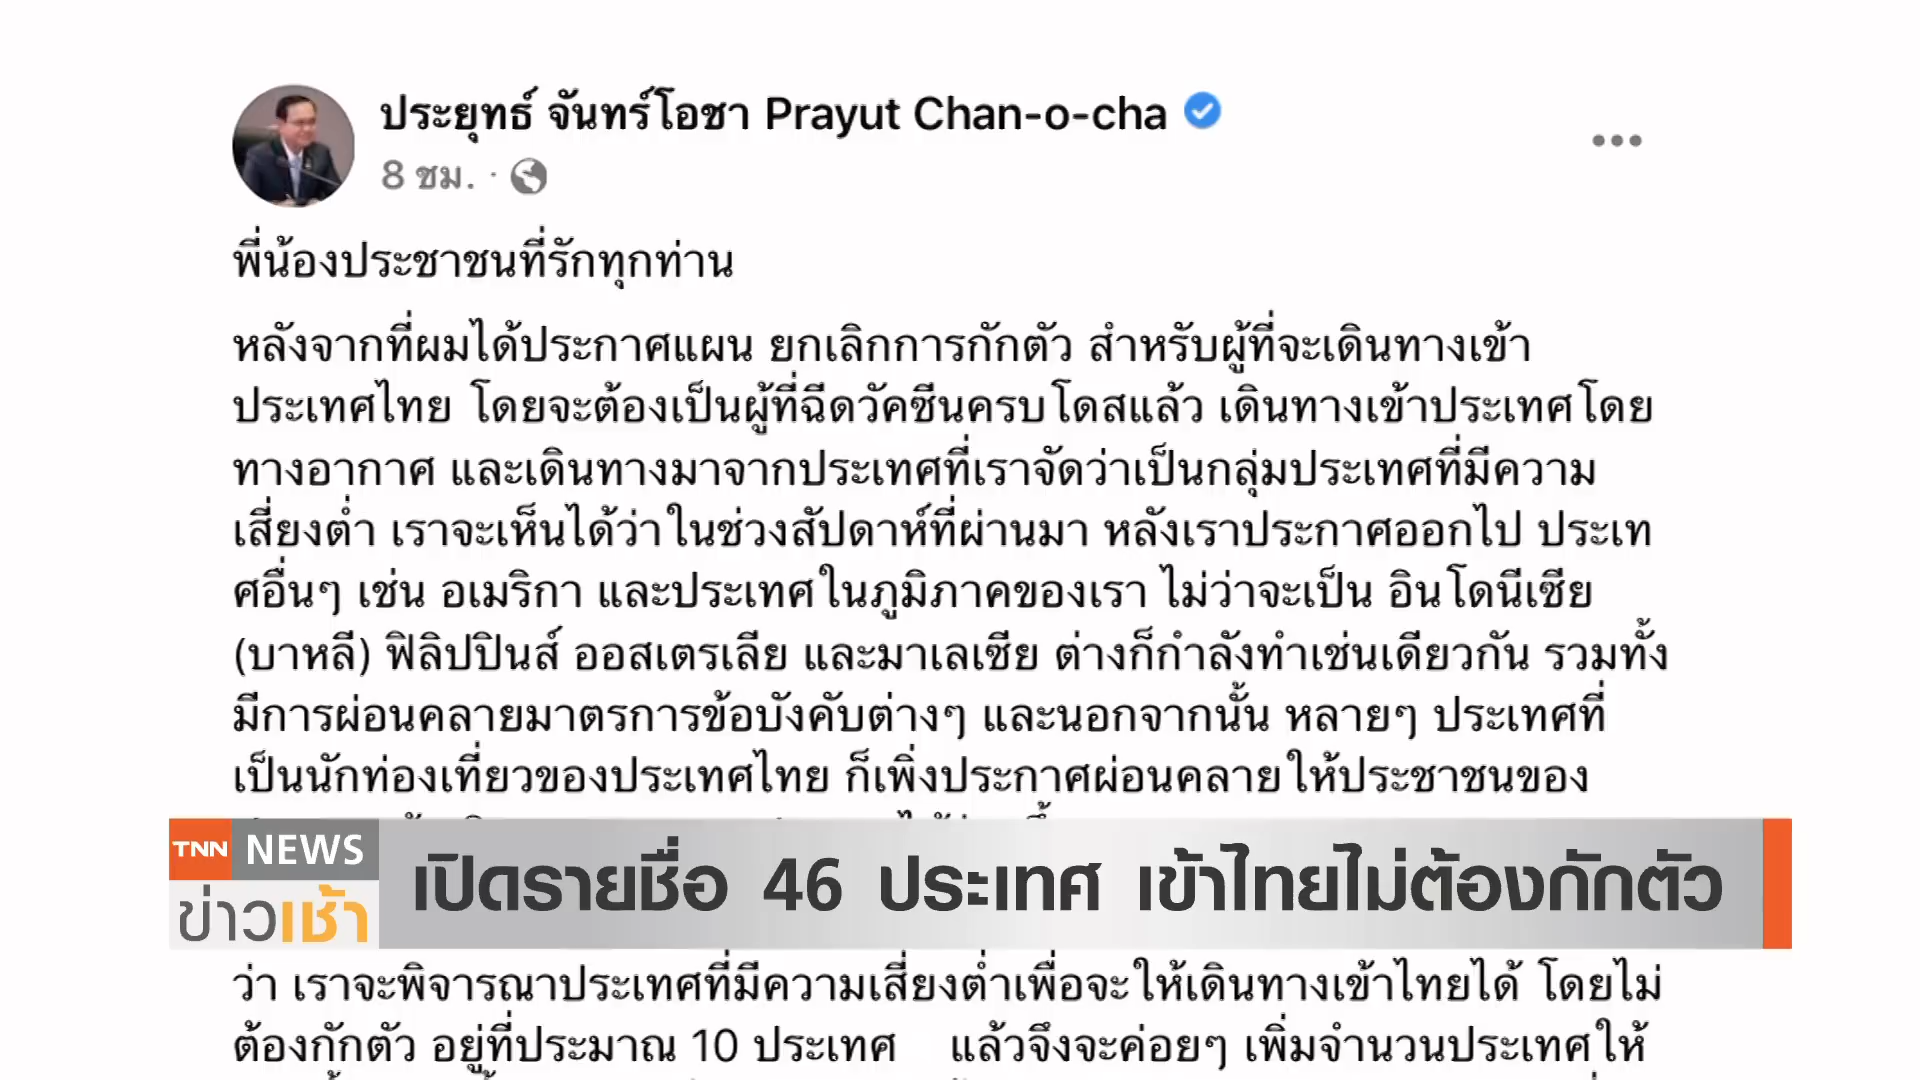 ประยุทธ์ จันทร์โอชา Prayut Chan-o-cha
8 ชม. ·
พี่น้องประชาชนที่รักทุกท่าน
หลังจากที่ผมได้ประกาศแผน ยกเลิกการกักตัว สำหรับผู้ที่จะเดินทางเข้า
ประเทศไทย โดยจะต้องเป็นผู้ที่ฉีดวัคซีนครบโดสแล้ว เดินทางเข้าประเทศโดย
ทางอากาศ และเดินทางมาจากประเทศที่เราจัดว่าเป็นกลุ่มประเทศที่มีความ
เสี่ยงต่ำ เราจะเห็นได้ว่าในช่วงสัปดาห์ที่ผ่านมา หลังเราประกาศออกไป ประเท
ศอื่นๆ เช่น อเมริกา และประเทศในภูมิภาคของเรา ไม่ว่าจะเป็น อินโดนีเซีย
(บาหลี) ฟิลิปปินส์ ออสเตรเลีย และมาเลเซีย ต่างก็กำลังทำเช่นเดียวกัน รวมทั้ง
มีการผ่อนคลายมาตรการข้อบังคับต่างๆ และนอกจากนั้น หลายๆ ประเทศที่
เป็นนักท่องเที่ยวของประเทศไทย ก็เพิ่งประกาศผ่อนคลายให้ประชาชนของ
TNN NEWS
ข่าวเช้า
เปิดรายชื่อ 46 ประเทศ เข้าไทยไม่ต้องกักตัว
ว่า เราจะพิจารณาประเทศที่มีความเสี่ยงต่ำเพื่อจะให้เดินทางเข้าไทยได้ โดยไม่
ต้องกักตัว อยู่ที่ประมาณ 10 ประเทศ แล้วจึงจะค่อยๆ เพิ่มจำนวนประเทศให้